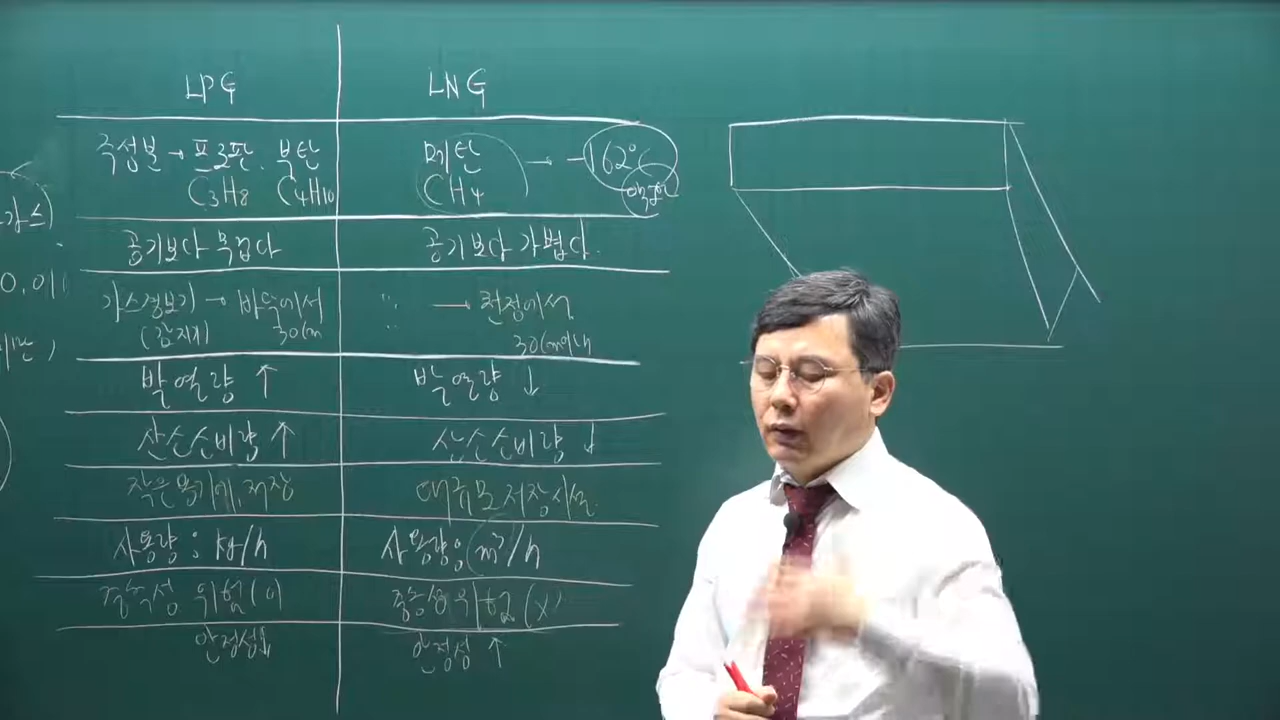 LPG
LNG
주성분 → 프로판. 부탄
C3H8 C4H10
메탄 → -162°C
CH4
공기보다 무겁다
공기보다 가볍다.
가스경보기 → 바닥에서
(감지기) 30cm
〃 → 천정에서
30cm이내
발열량 ↑
발열량 ↓
산소소비량 ↑
산소소비량 ↓
작은 용기에 저장
대규모 저장시설.
사용량 : kg/h
사용량 : m³/h
중독성 위험(
(x)
안정성↓
안정성 ↑
가스)
0.01